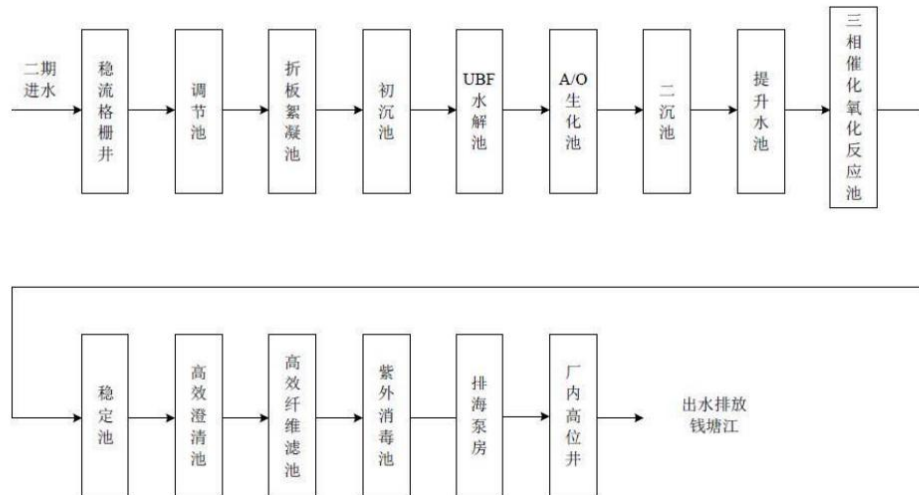 二期
进水
稳流格栅井
调节池
折板絮凝池
初沉池
UBF
水解池
A/O
生化池
二沉池
提升水池
三相催化氧化反应池
稳定池
高效澄清池
高效纤维滤池
紫外消毒池
排海泵房
厂内高位井
出水排放
钱塘江